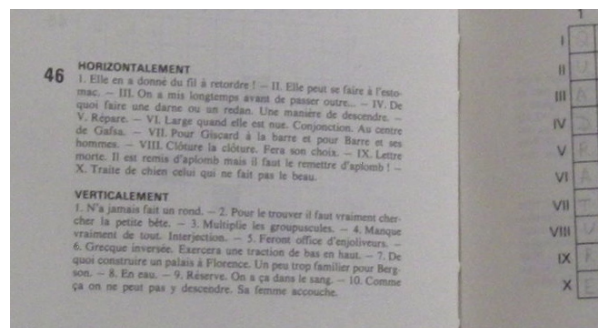 46
HORIZONTALEMENT
1. Elle en a donné du fil à retordre ! – II. Elle peut se faire à l'esto-
mac. – III. On a mis longtemps avant de passer outre... – IV. De
quoi faire une darne ou un redan. Une manière de descendre. –
V. Répare. – VI. Large quand elle est nue. Conjonction. Au centre
de Gafsa. – VII. Pour Giscard à la barre et pour Barre et ses
hommes. – VIII. Clôture la clôture. Fera son choix. – IX. Lettre
morte. Il est remis d'aplomb mais il faut le remettre d'aplomb ! –
X. Traite de chien celui qui ne fait pas le beau.
VERTICALEMENT
1. N'a jamais fait un rond. – 2. Pour le trouver il faut vraiment cher-
cher la petite bête. – 3. Multiplie les groupuscules. – 4. Manque
vraiment de tout. Interjection. – 5. Feront office d'enjoliveurs. –
6. Grecque inversée. Exercera une traction de bas en haut. – 7. De
quoi construire un palais à Florence. Un peu trop familier pour Berg-
son. – 8. En eau. – 9. Réserve. On a ça dans le sang. – 10. Comme
ça on ne peut pas y descendre. Sa femme accouche.
1
I Q
II U
III A
IV D
V R
VI A
VII T
VIII U
IX R
X E